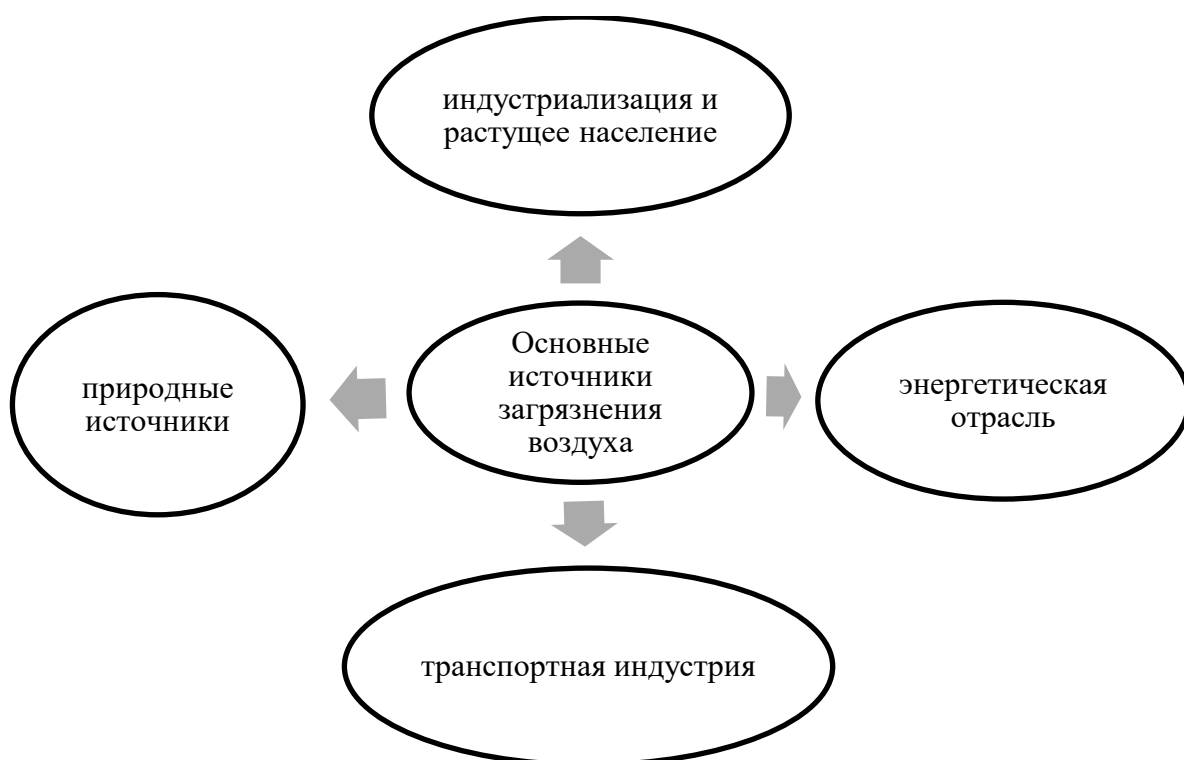 индустриализация и
растущее население
природные
источники
Основные
источники
загрязнения
воздуха
энергетическая
отрасль
транспортная индустрия